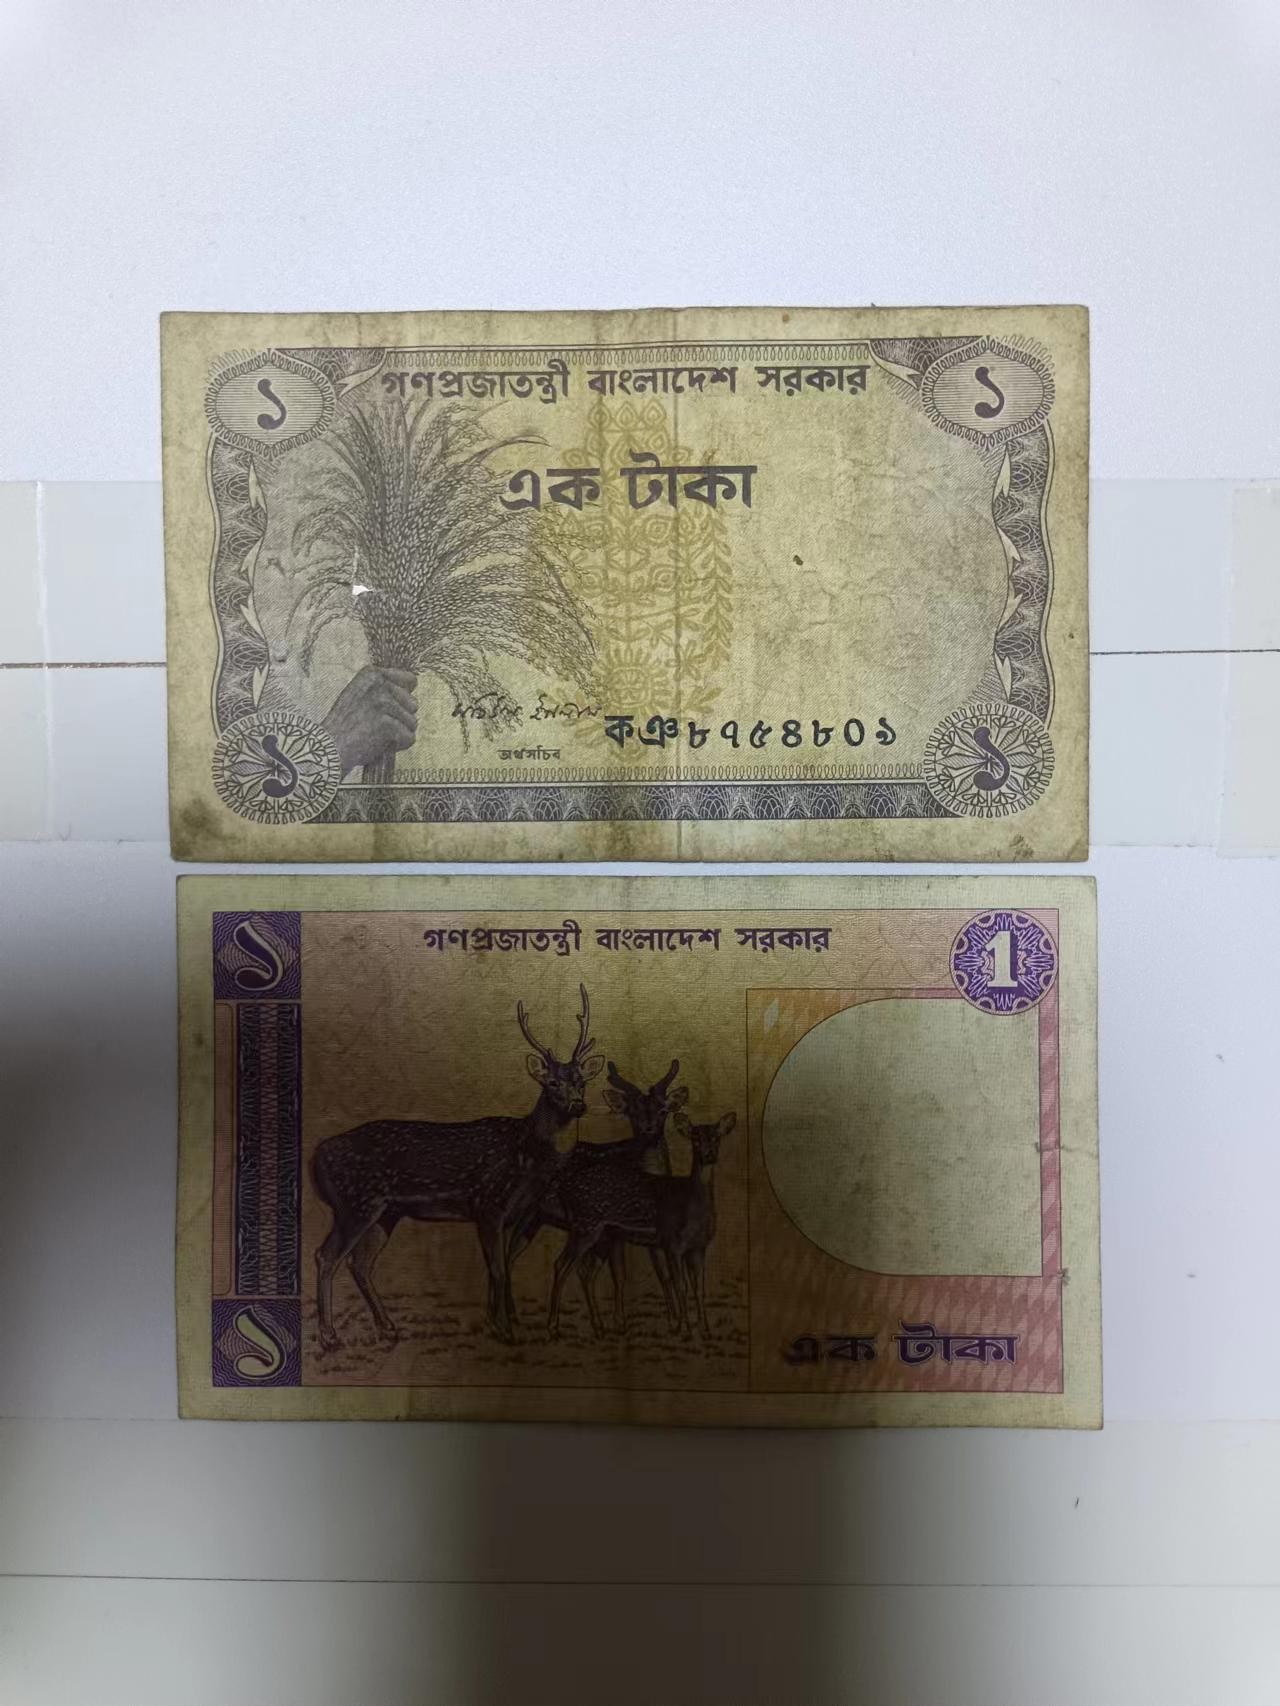 গণপ্রজাতন্ত্রী বাংলাদেশ সরকার
১ ১
এক টাকা
কঞ ৮৭৫৪৮০১
অর্থসচিব
১ ১
গণপ্রজাতন্ত্রী বাংলাদেশ সরকার
১ 1
এক টাকা
১